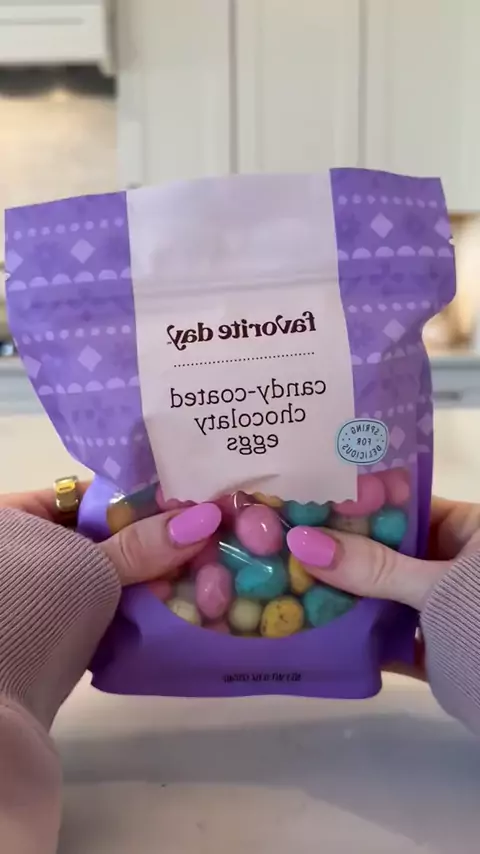 favorite day
candy-coated
chocolaty
eggs
SPRING
FOR
DELICIOUS